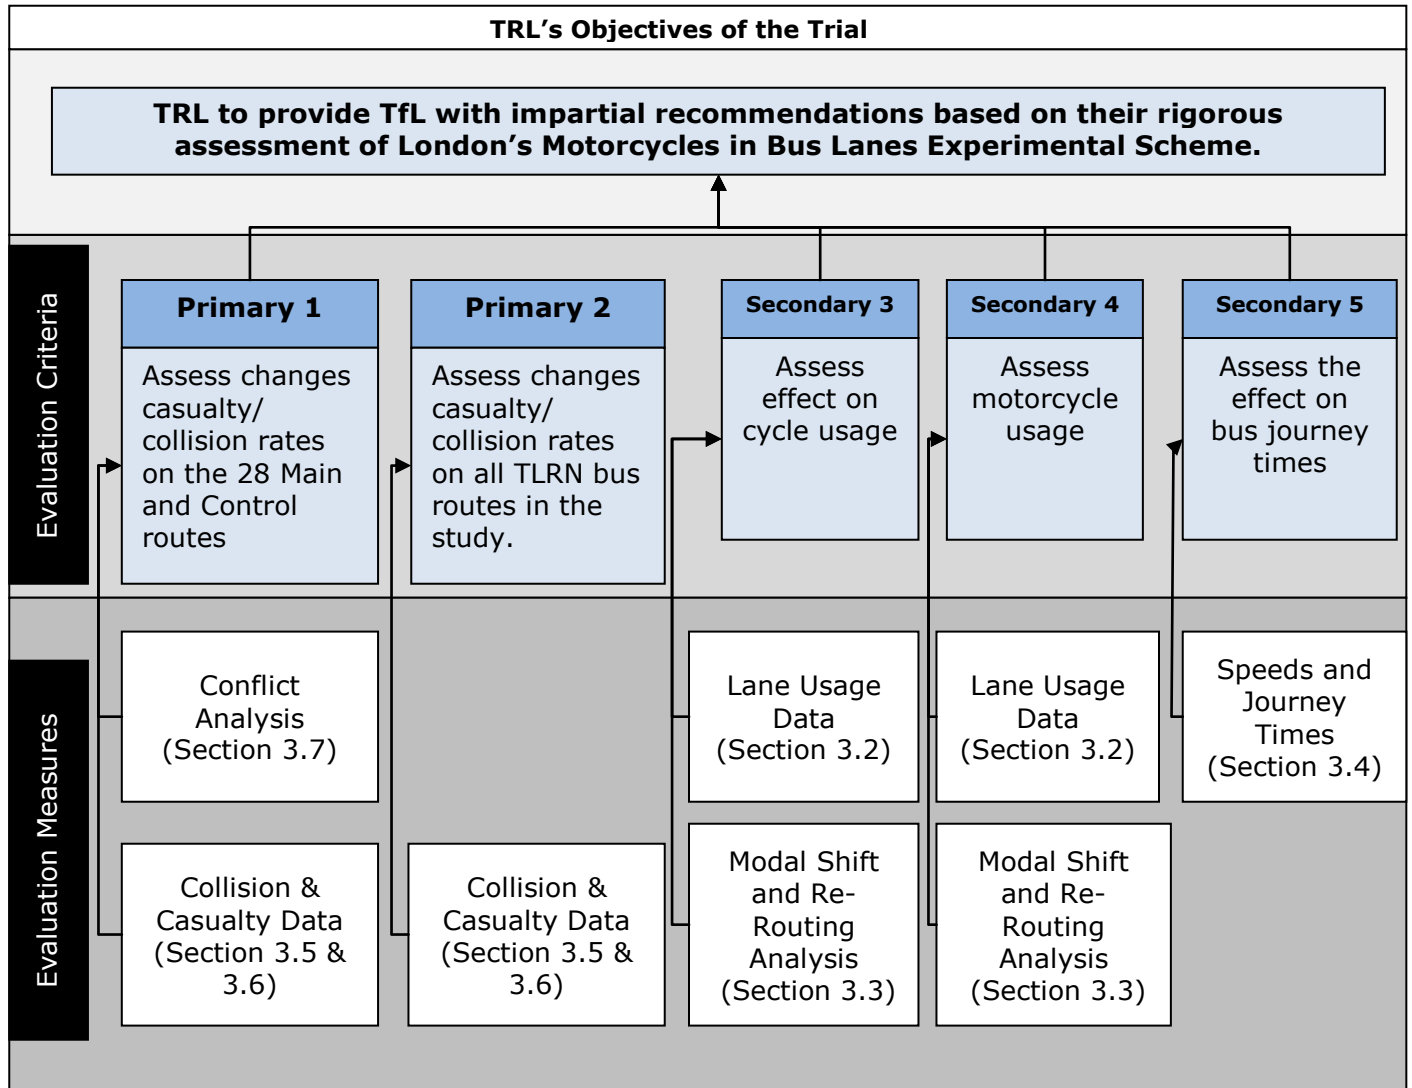 TRL’s Objectives of the Trial
TRL to provide TfL with impartial recommendations based on their rigorous
assessment of London’s Motorcycles in Bus Lanes Experimental Scheme.
Evaluation Criteria
Primary 1
Assess changes
casualty/
collision rates
on the 28 Main
and Control
routes
Primary 2
Assess changes
casualty/
collision rates
on all TLRN bus
routes in the
study.
Secondary 3
Assess
effect on
cycle usage
Secondary 4
Assess
motorcycle
usage
Secondary 5
Assess the
effect on
bus journey
times
Evaluation Measures
Conflict
Analysis
(Section 3.7)
Lane Usage
Data
(Section 3.2)
Lane Usage
Data
(Section 3.2)
Speeds and
Journey
Times
(Section 3.4)
Collision &
Casualty Data
(Section 3.5 &
3.6)
Collision &
Casualty Data
(Section 3.5 &
3.6)
Modal Shift
and Re-
Routing
Analysis
(Section 3.3)
Modal Shift
and Re-
Routing
Analysis
(Section 3.3)